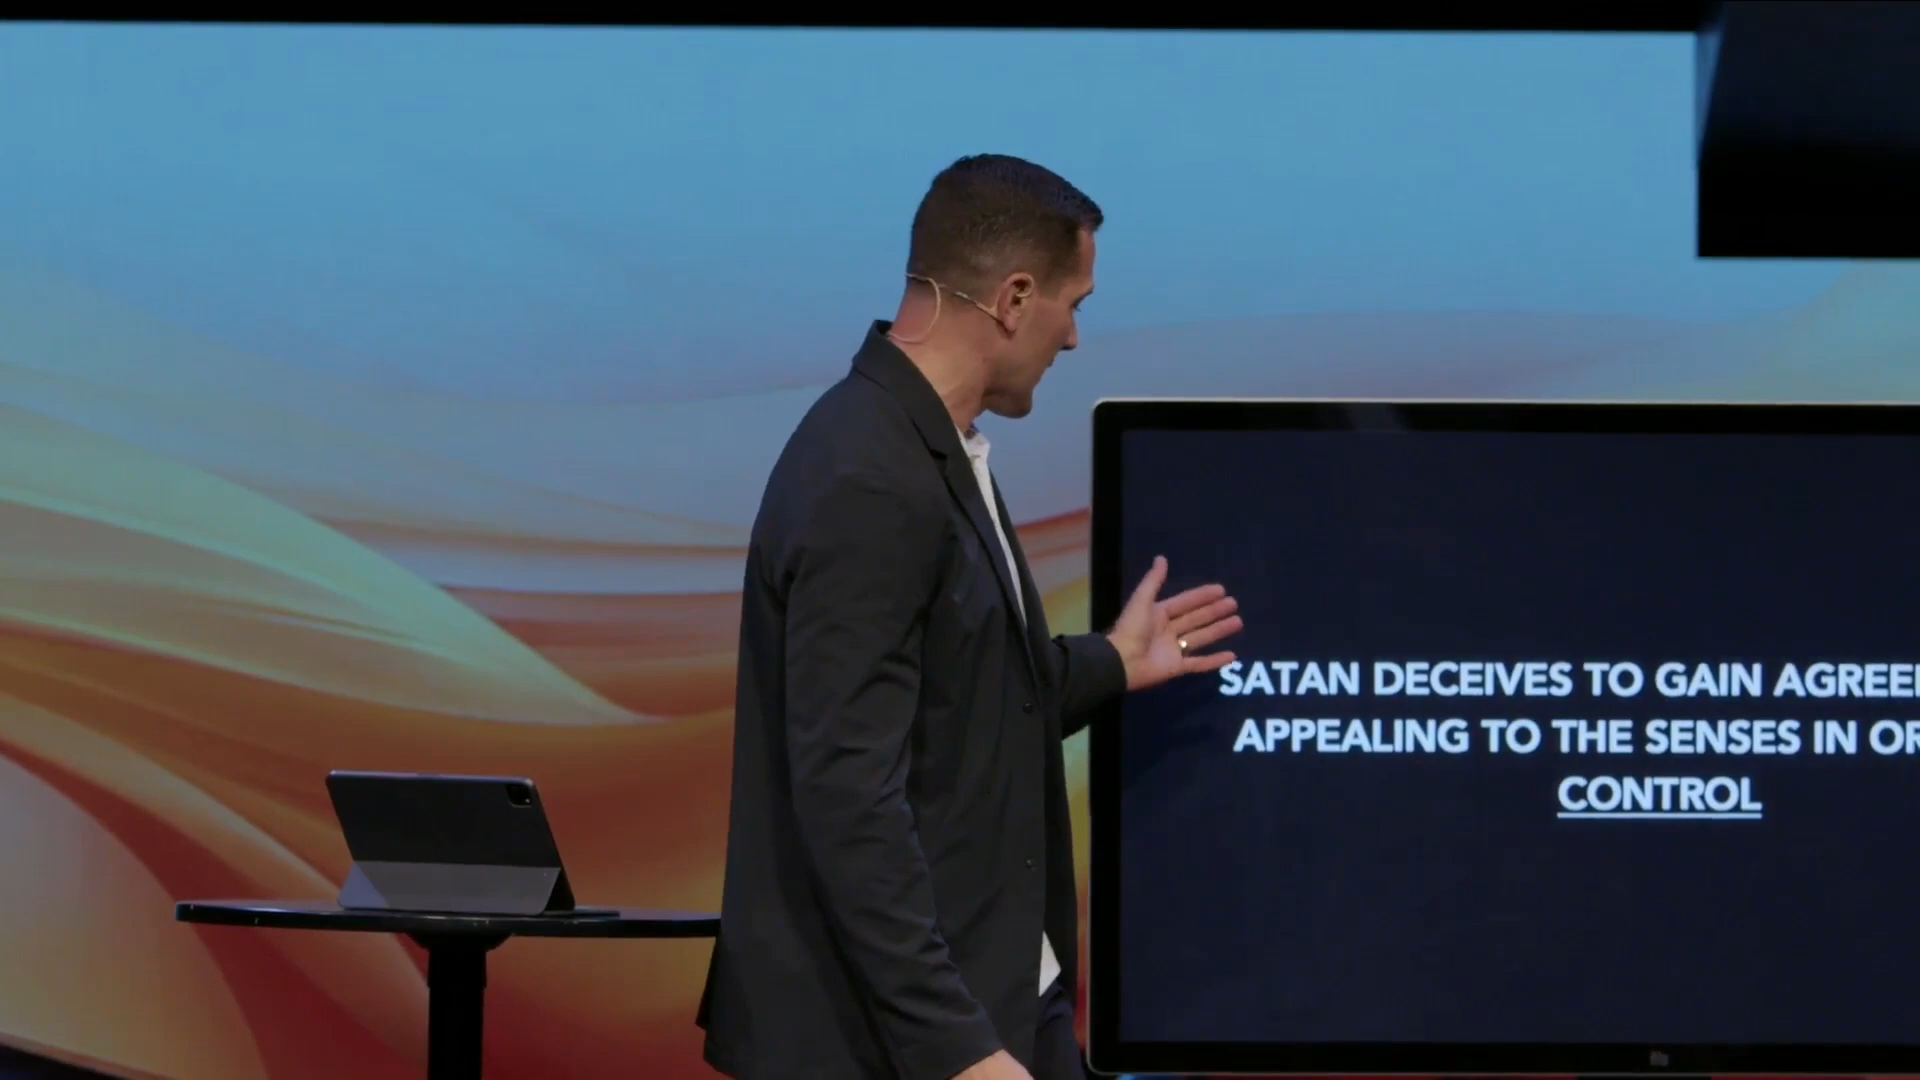 SATAN DECEIVES TO GAIN
APPEALING TO THE SENSES IN
CONTROL